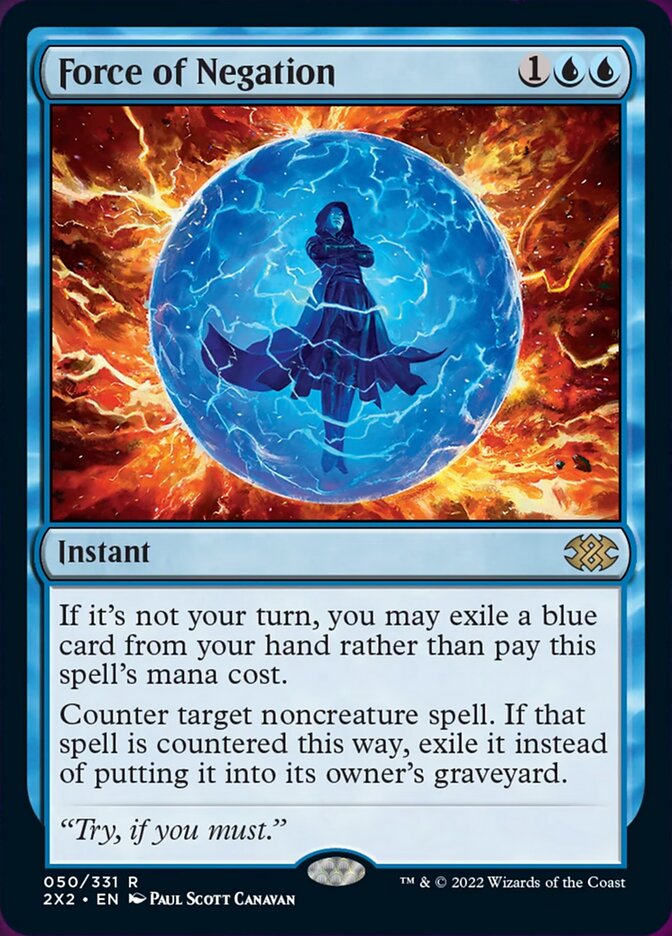 Force of Negation 1
Instant
If it's not your turn, you may exile a blue
card from your hand rather than pay this
spell's mana cost.
Counter target noncreature spell. If that
spell is countered this way, exile it instead
of putting it into its owner's graveyard.
"Try, if you must."
050/331 R
2X2 • EN Paul Scott Canavan
™ & © 2022 Wizards of the Coast